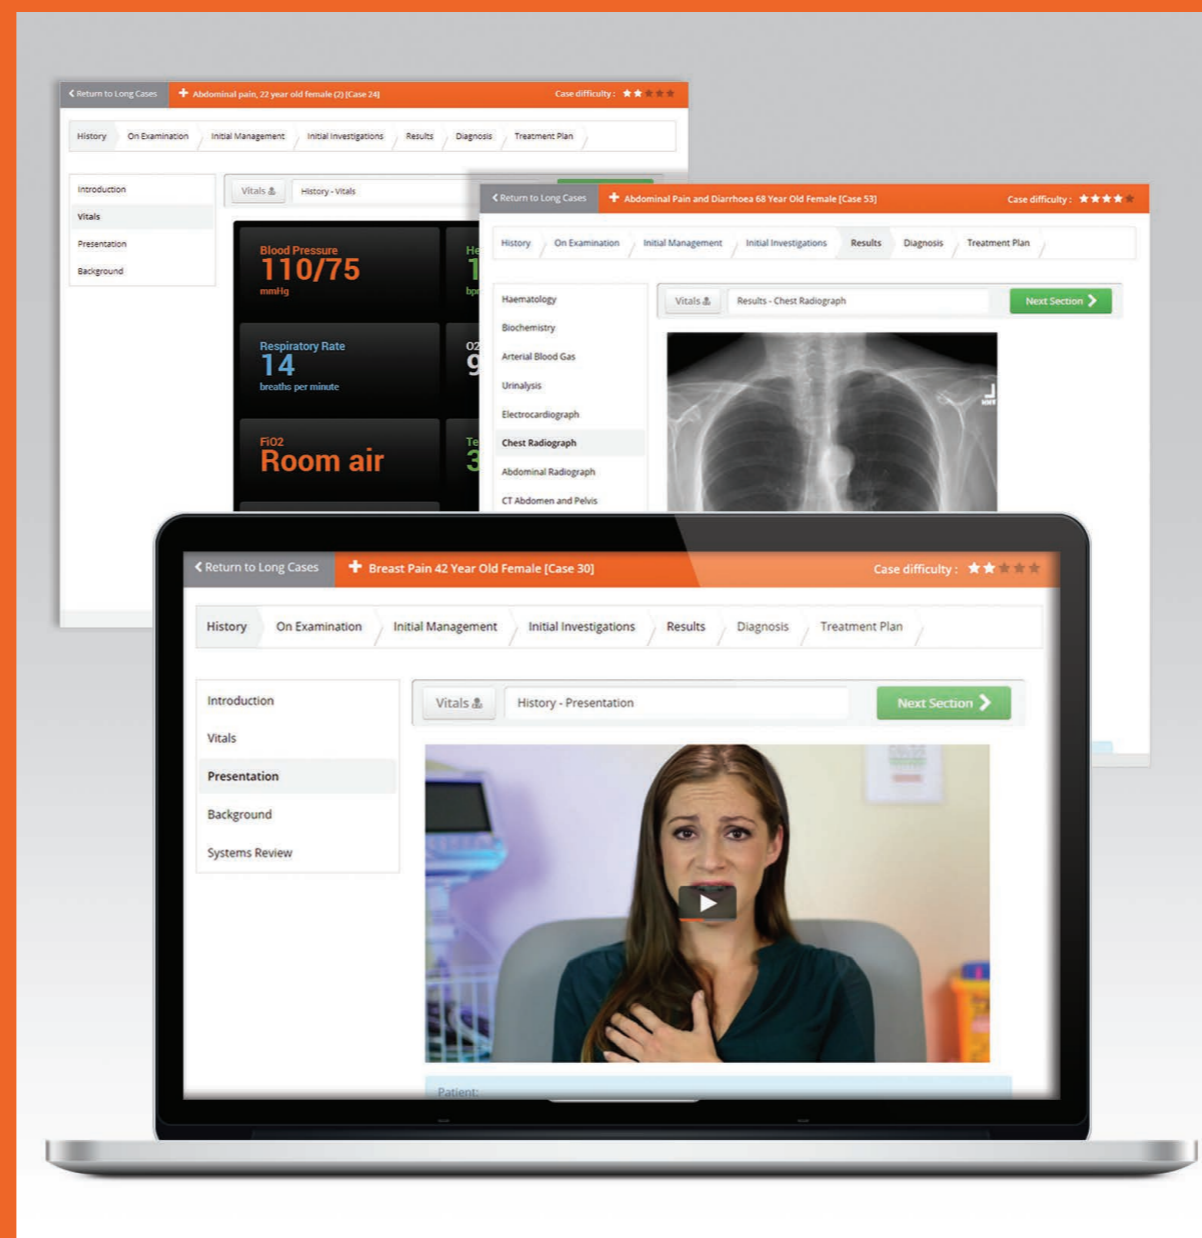 Return to Long Cases
Abdominal pain, 22 year old female (2) [Case 24]
Case difficulty :
History
On Examination
Initial Management
Initial Investigations
Results
Diagnosis
Treatment Plan
Introduction
Vitals
Presentation
Background
Vitals
History - Vitals
Blood Pressure
110/75
mmHg
Respiratory Rate
14
breaths per minute
FiO2
Room air
Return to Long Cases
Abdominal Pain and Diarrhoea 68 Year Old Female [Case 53]
Case difficulty :
History
On Examination
Initial Management
Initial Investigations
Results
Diagnosis
Treatment Plan
Haematology
Biochemistry
Arterial Blood Gas
Urinalysis
Electrocardiograph
Chest Radiograph
Abdominal Radiograph
CT Abdomen and Pelvis
Vitals
Results - Chest Radiograph
Next Section
L
Return to Long Cases
Breast Pain 42 Year Old Female [Case 30]
Case difficulty :
History
On Examination
Initial Management
Initial Investigations
Results
Diagnosis
Treatment Plan
Introduction
Vitals
Presentation
Background
Systems Review
Vitals
History - Presentation
Next Section
Patient: